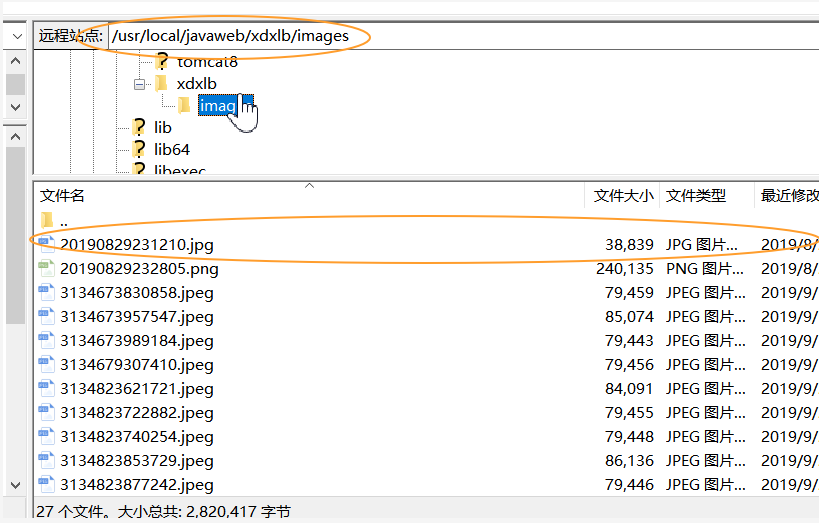 远程站点: /usr/local/javaweb/xdxlb/images
tomcat8
xdxlb
imag
lib
lib64
libexec
文件名 文件大小 文件类型 最近修改
..
20190829231210.jpg 38,839 JPG 图片... 2019/8/
20190829232805.png 240,135 PNG 图片... 2019/8/
3134673830858.jpeg 79,459 JPEG 图片... 2019/9/
3134673957547.jpeg 85,074 JPEG 图片... 2019/9/
3134673989184.jpeg 79,443 JPEG 图片... 2019/9/
3134679307410.jpeg 79,456 JPEG 图片... 2019/9/
3134823621721.jpeg 84,091 JPEG 图片... 2019/9/
3134823722882.jpeg 79,455 JPEG 图片... 2019/9/
3134823740254.jpeg 79,448 JPEG 图片... 2019/9/
3134823853729.jpeg 86,136 JPEG 图片... 2019/9/
3134823877242.jpeg 79,446 JPEG 图片... 2019/9/
27 个文件。大小总共: 2,820,417 字节